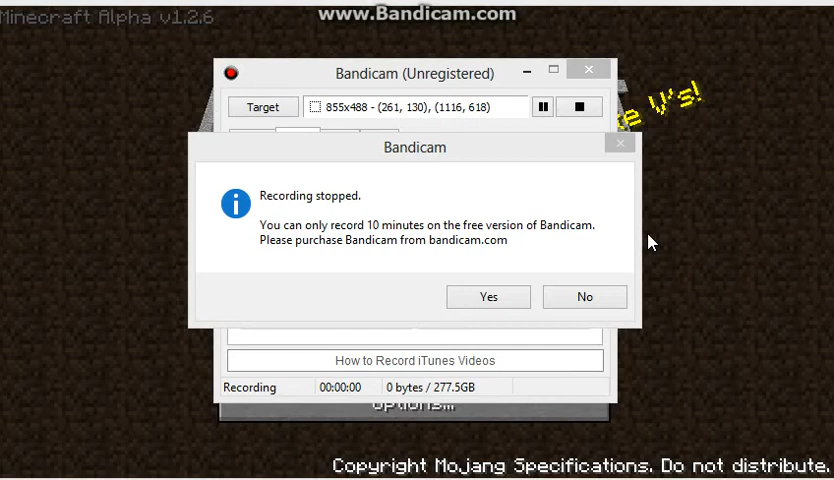 www.Bandicam.com
Minecraft Alpha v1.2.6
Bandicam (Unregistered)
Target
855x488 - (261, 130), (1116, 618)
V's!
Bandicam
Recording stopped.
You can only record 10 minutes on the free version of Bandicam.
Please purchase Bandicam from bandicam.com
Yes
No
How to Record iTunes Videos
Recording
00:00:00
0 bytes / 277.5GB
Options...
Copyright Mojang Specifications. Do not distribute.